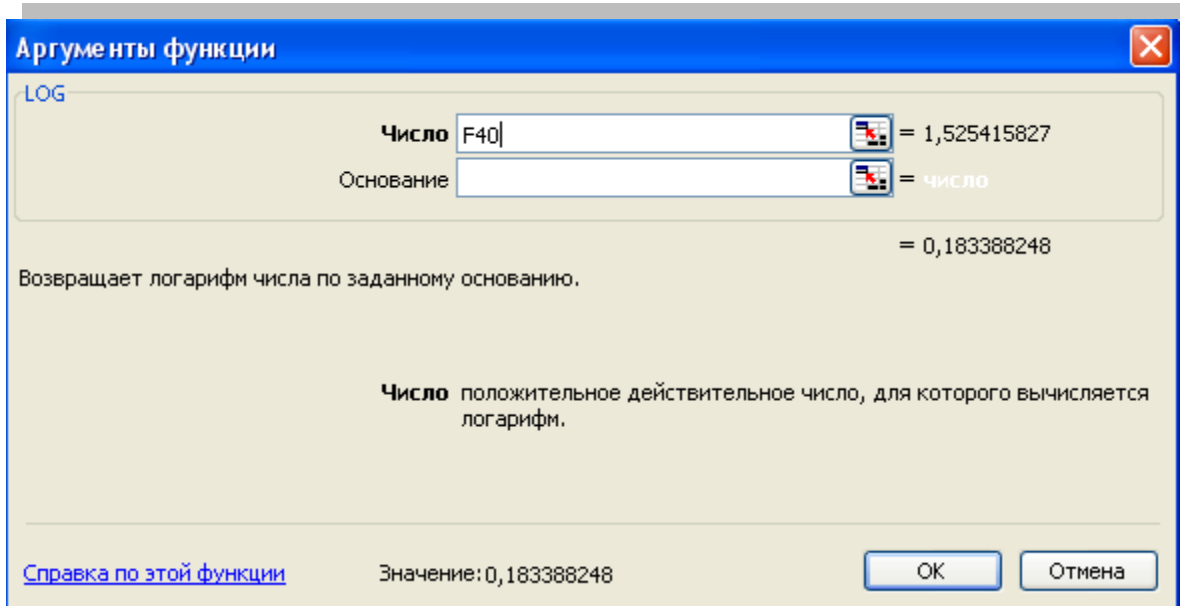 Аргументы функции
LOG
Число F40 = 1,525415827
Основание = число
= 0,183388248
Возвращает логарифм числа по заданному основанию.
Число положительное действительное число, для которого вычисляется
логарифм.
Справка по этой функции Значение:0,183388248 ОК Отмена